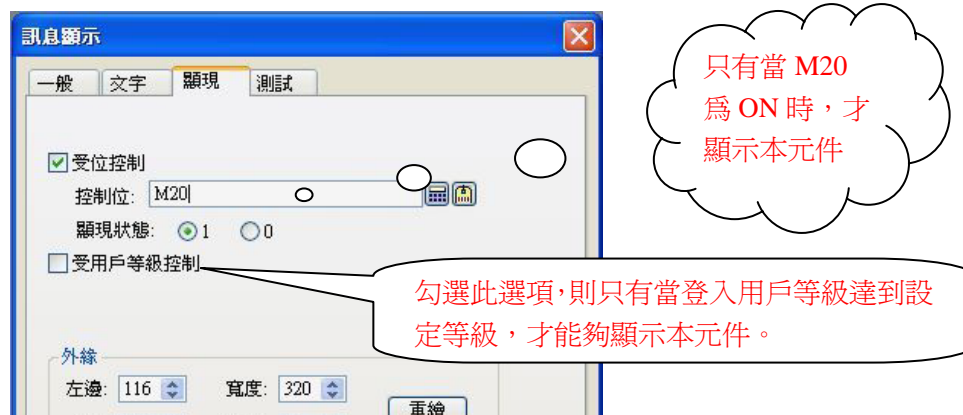 訊息顯示
一般 文字 顯現 測試
受位控制
控制位: M20
顯現狀態: 1 0
受用戶等級控制
外緣
左邊: 116 寬度: 320
重繪
只有當 M20
爲 ON 時，才
顯示本元件
勾選此選項，則只有當登入用戶等級達到設
定等級，才能夠顯示本元件。